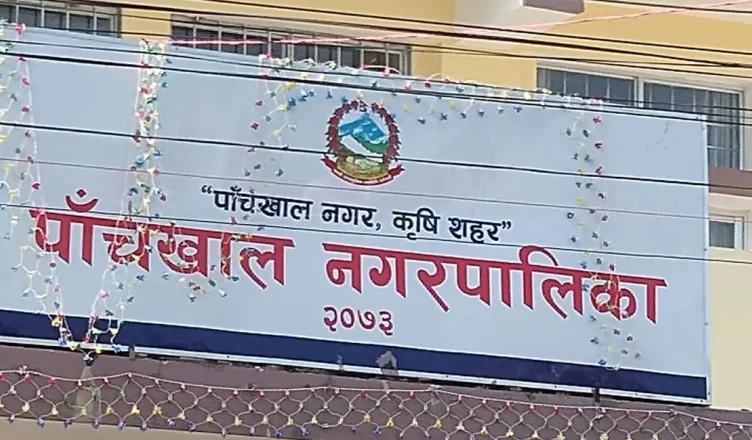 “पाँचखाल नगर, कृषि शहर”
पाँचखाल नगरपालिका
२०७३